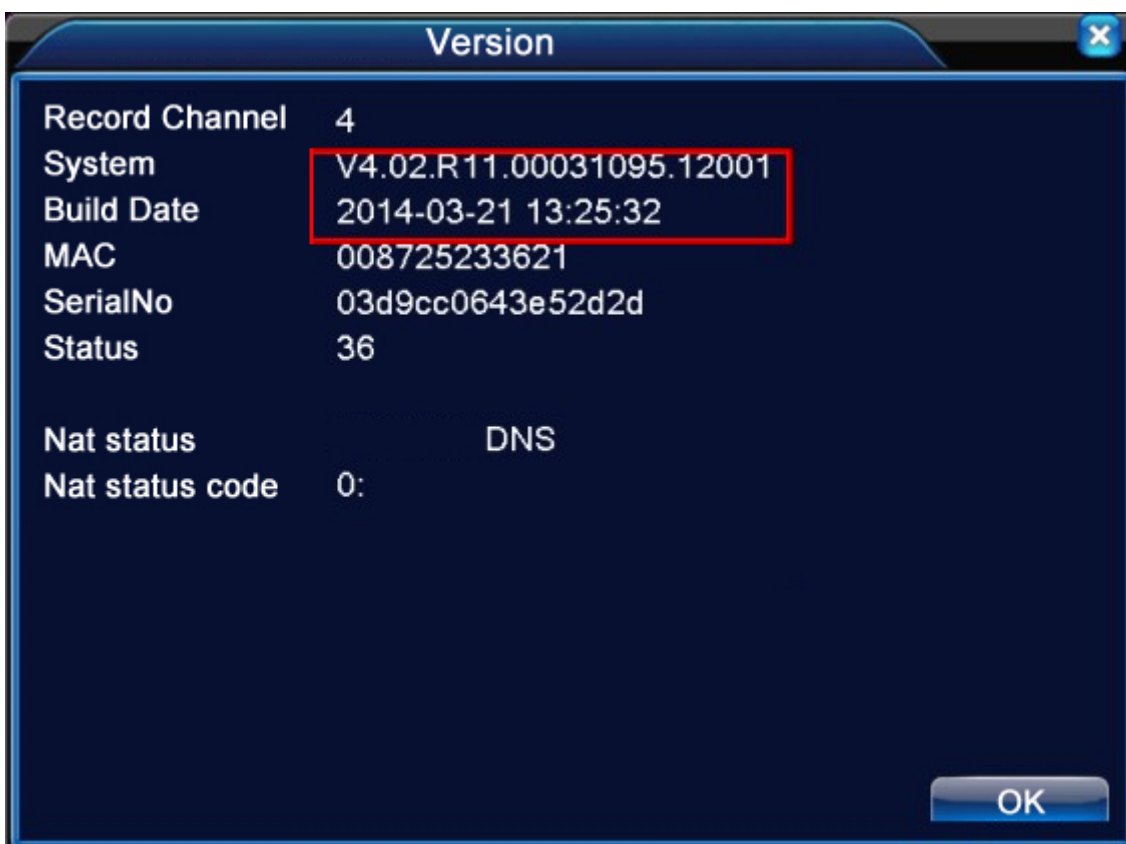 Version
Record Channel 4
System V4.02.R11.00031095.12001
Build Date 2014-03-21 13:25:32
MAC 008725233621
SerialNo 03d9cc0643e52d2d
Status 36
Nat status DNS
Nat status code 0:
OK